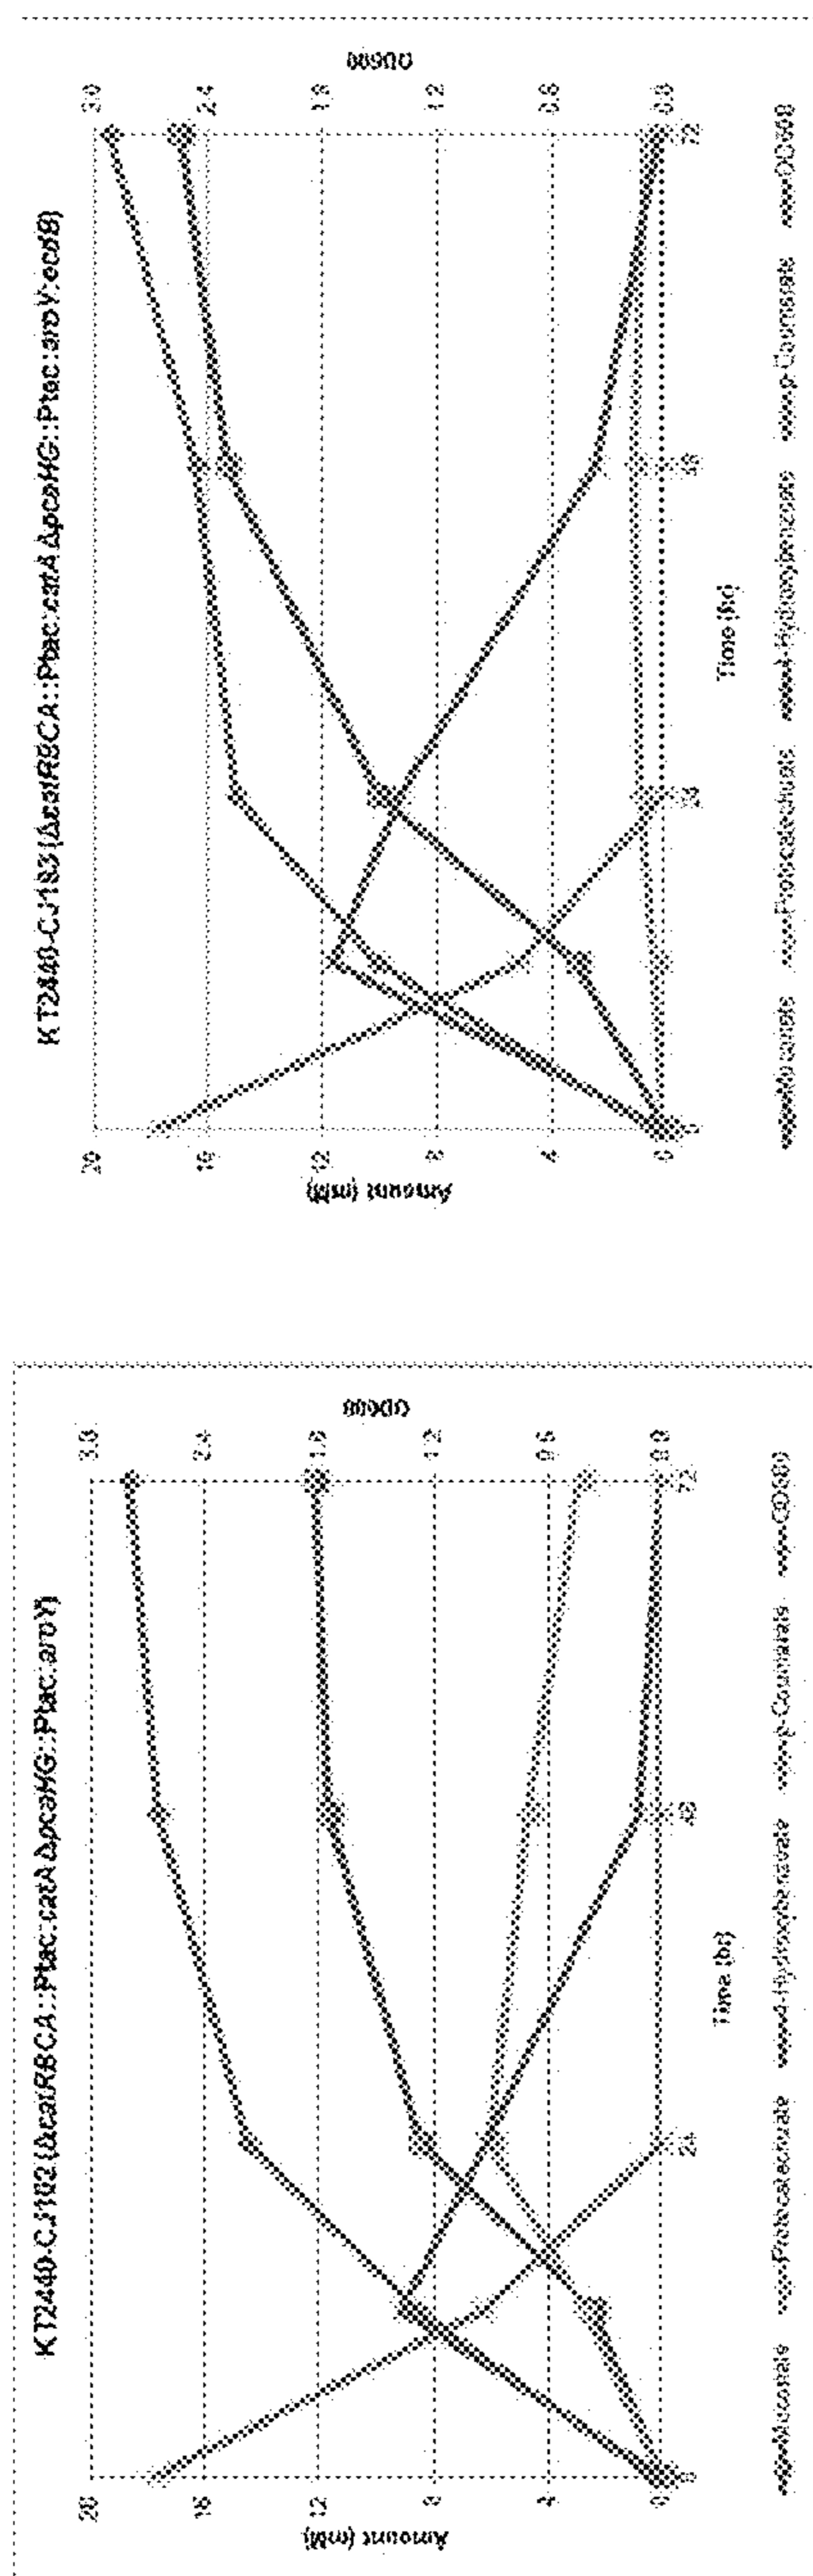 KT2440-CJ102 (ΔcatRBCA::Ptac:catA ΔpcaHG::Ptac:aroY)
Amount (mM)
20
16
12
8
4
0
OD600
3.0
2.4
1.8
1.2
0.6
0.0
0
24
48
72
Time (hr)
Muconate
Protocatechuate
4-Hydroxybenzoate
p-Coumarate
OD600
KT2440-CJ103 (ΔcatRBCA::Ptac:catA ΔpcaHG::Ptac:aroY:ecdB)
Amount (mM)
20
16
12
8
4
0
OD600
3.0
2.4
1.8
1.2
0.6
0.0
0
24
48
72
Time (hr)
Muconate
Protocatechuate
4-Hydroxybenzoate
p-Coumarate
OD600